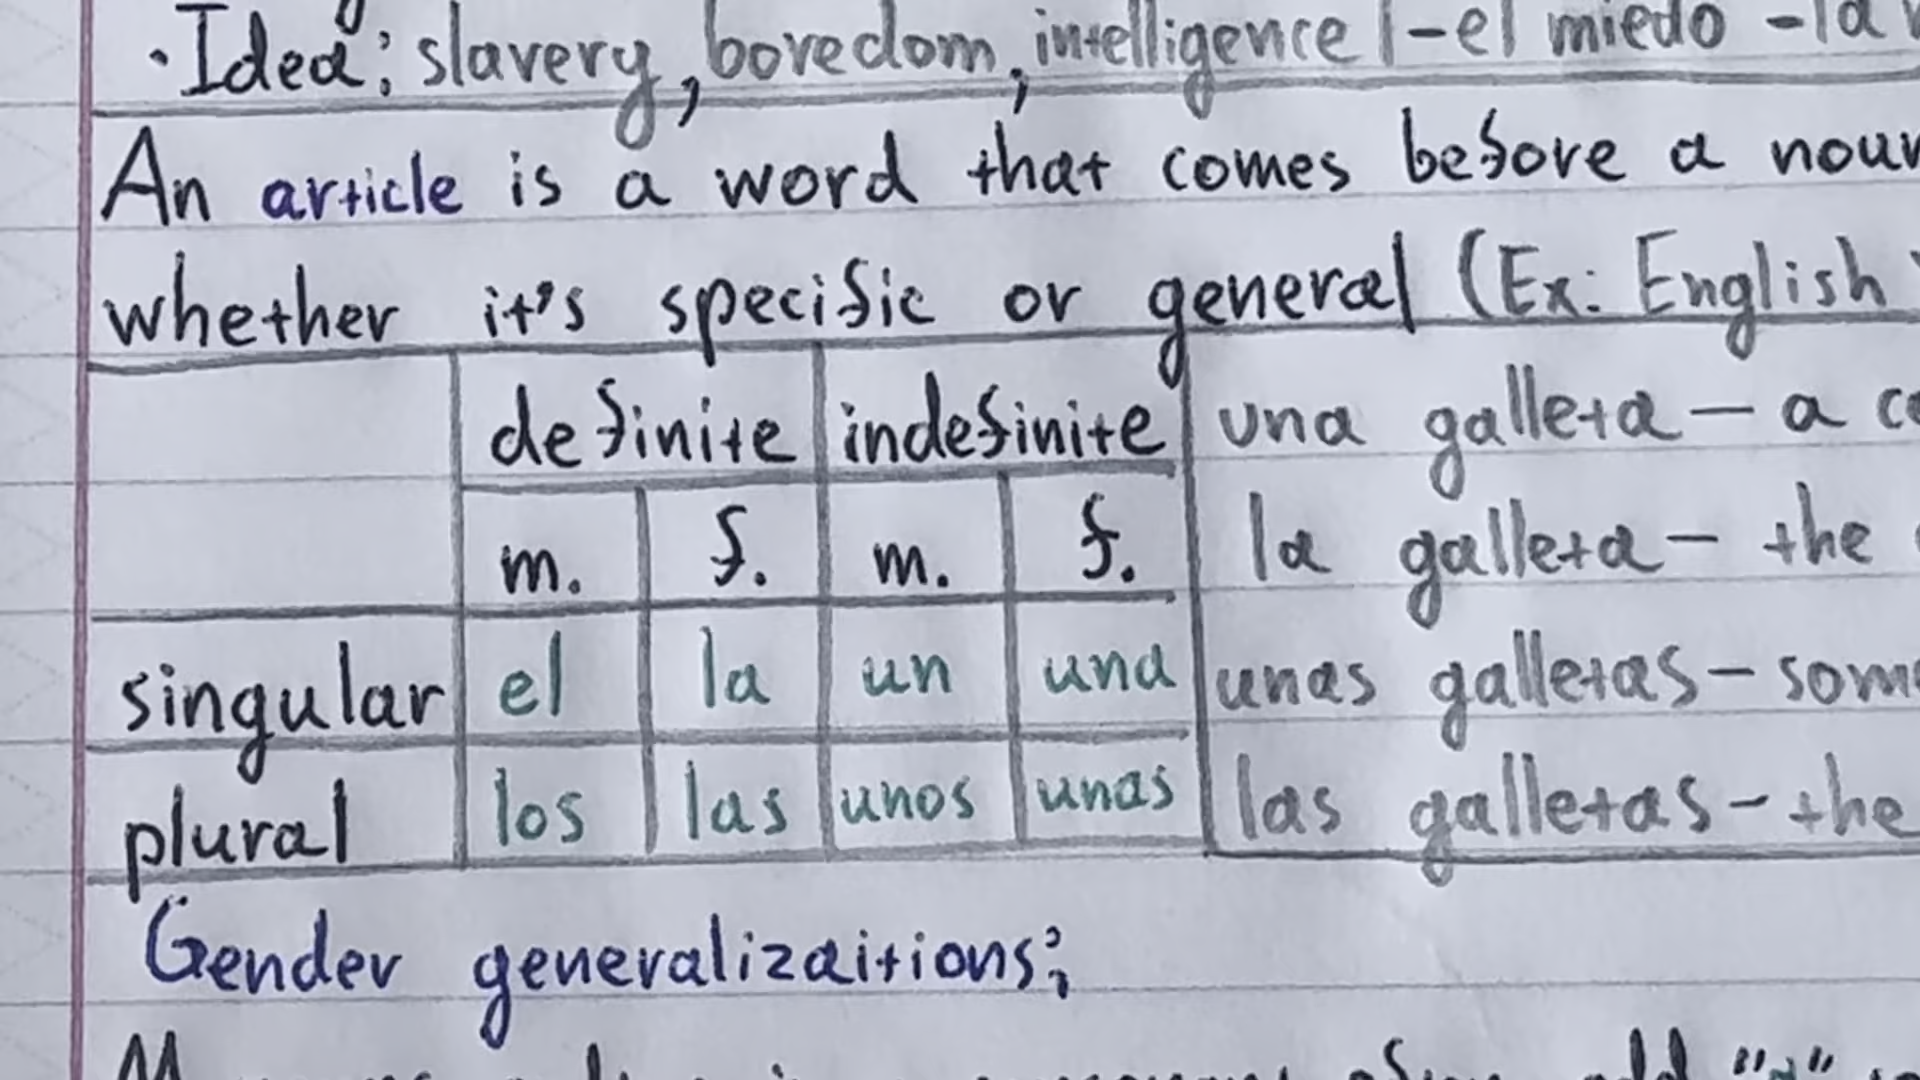 ·Idea: slavery, boredom, intelligence |-el miedo -la
An article is a word that comes before a noun
whether it's specific or general (Ex: English
definite indefinite una galleta — a
m. f. m. f. la galleta — the
singular el la un una unas galletas — some
plural los las unos unas las galletas — the
Gender generalizaitions:
add "a"